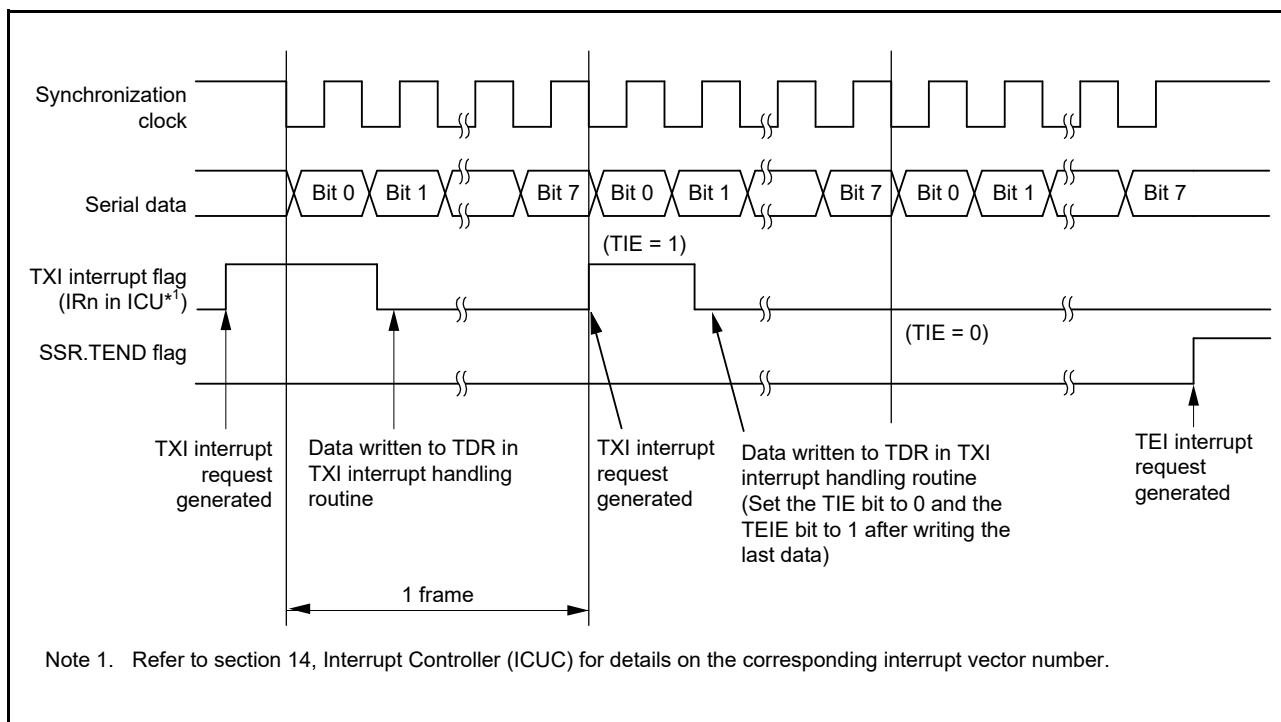 Synchronization
clock
Serial data
Bit 0 Bit 1 Bit 7 Bit 0 Bit 1 Bit 7 Bit 0 Bit 1 Bit 7
(TIE = 1)
TXI interrupt flag
(IRn in ICU*1)
(TIE = 0)
SSR.TEND flag
TXI interrupt
request
generated
Data written to TDR in
TXI interrupt handling
routine
TXI interrupt
request
generated
Data written to TDR in TXI
interrupt handling routine
(Set the TIE bit to 0 and the
TEIE bit to 1 after writing the
last data)
TEI interrupt
request
generated
1 frame
Note 1. Refer to section 14, Interrupt Controller (ICUC) for details on the corresponding interrupt vector number.